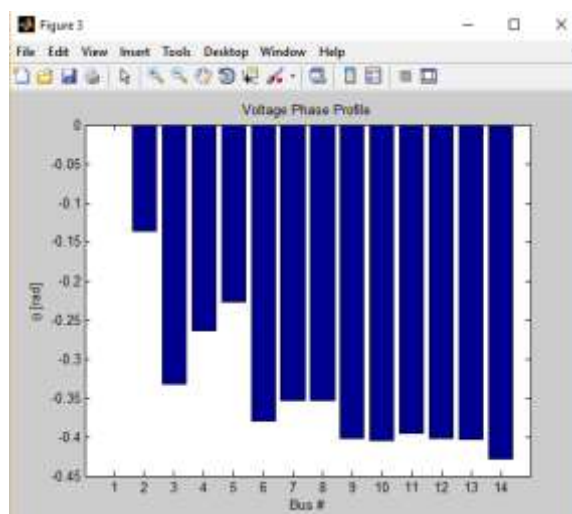 Figure 3
File Edit View Insert Tools Desktop Window Help
Voltage Phase Profile
0
-0.05
-0.1
-0.15
-0.2
-0.25
-0.3
-0.35
-0.4
-0.45
θ [rad]
1 2 3 4 5 6 7 8 9 10 11 12 13 14
Bus #